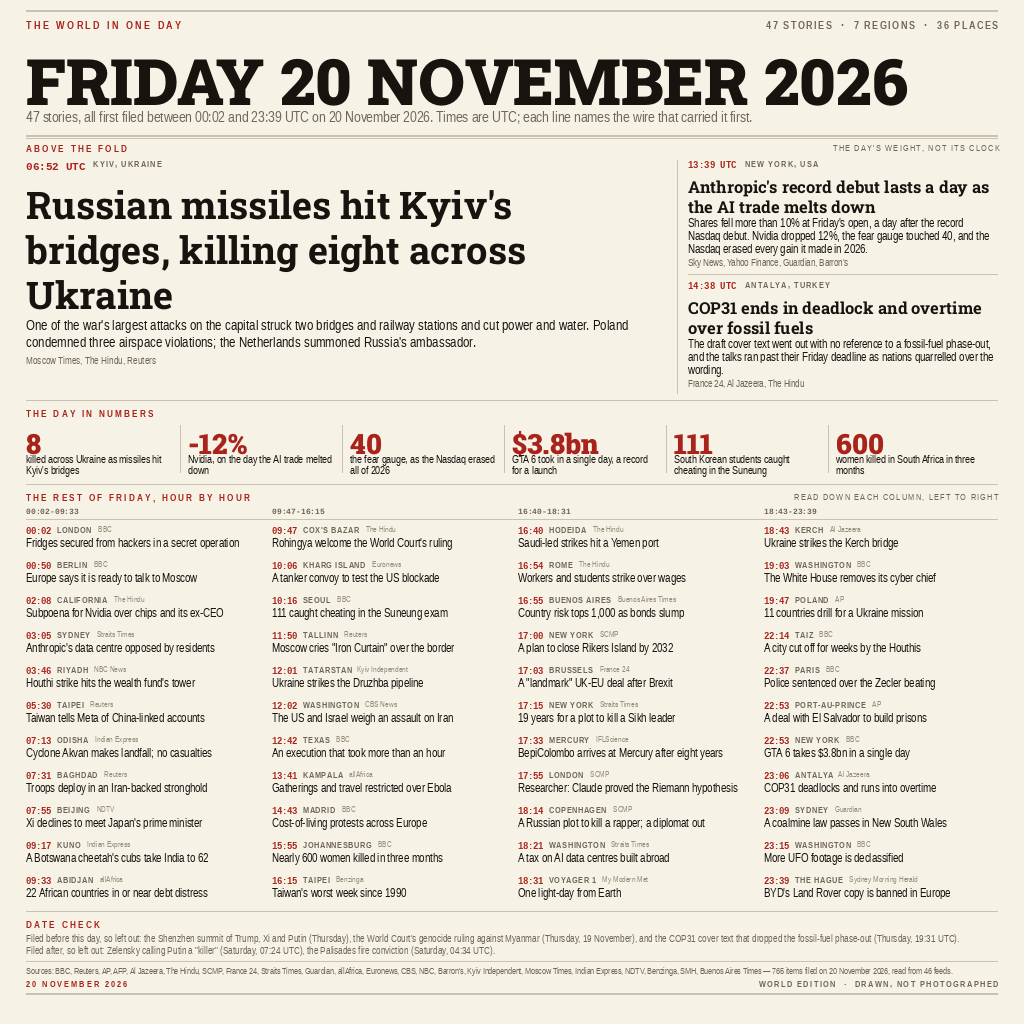 THE WORLD IN ONE DAY
47 STORIES · 7 REGIONS · 36 PLACES
FRIDAY 20 NOVEMBER 2026
47 stories, all first filed between 00:02 and 23:39 UTC on 20 November 2026. Times are UTC; each line names the wire that carried it first.
ABOVE THE FOLD
THE DAY'S WEIGHT, NOT ITS CLOCK
06:52 UTC KYIV, UKRAINE
Russian missiles hit Kyiv's
bridges, killing eight across
Ukraine
One of the war's largest attacks on the capital struck two bridges and railway stations and cut power and water. Poland
condemned three airspace violations; the Netherlands summoned Russia's ambassador.
Moscow Times, The Hindu, Reuters
13:39 UTC NEW YORK, USA
Anthropic's record debut lasts a day as
the AI trade melts down
Shares fell more than 10% at Friday's open, a day after the record
Nasdaq debut. Nvidia dropped 12%, the fear gauge touched 40, and the
Nasdaq erased every gain it made in 2026.
Sky News, Yahoo Finance, Guardian, Barron's
14:38 UTC ANTALYA, TURKEY
COP31 ends in deadlock and overtime
over fossil fuels
The draft cover text went out with no reference to a fossil-fuel phase-out,
and the talks ran past their Friday deadline as nations quarrelled over the
wording.
France 24, Al Jazeera, The Hindu
THE DAY IN NUMBERS
8
killed across Ukraine as missiles hit
Kyiv's bridges
-12%
Nvidia, on the day the AI trade melted
down
40
the fear gauge, as the Nasdaq erased
all of 2026
$3.8bn
GTA 6 took in a single day, a record
for a launch
111
South Korean students caught
cheating in the Suneung
600
women killed in South Africa in three
months
THE REST OF FRIDAY, HOUR BY HOUR
READ DOWN EACH COLUMN, LEFT TO RIGHT
00:02-09:33
00:02 LONDON BBC
Fridges secured from hackers in a secret operation
00:50 BERLIN BBC
Europe says it is ready to talk to Moscow
02:08 CALIFORNIA The Hindu
Subpoena for Nvidia over chips and its ex-CEO
03:05 SYDNEY Straits Times
Anthropic's data centre opposed by residents
03:46 RIYADH NBC News
Houthi strike hits the wealth fund's tower
05:30 TAIPEI Reuters
Taiwan tells Meta of China-linked accounts
07:13 ODISHA Indian Express
Cyclone Akvan makes landfall; no casualties
07:31 BAGHDAD Reuters
Troops deploy in an Iran-backed stronghold
07:55 BEIJING NDTV
Xi declines to meet Japan's prime minister
09:17 KUNO Indian Express
A Botswana cheetah's cubs take India to 62
09:33 ABIDJAN allAfrica
22 African countries in or near debt distress
09:47-16:15
09:47 COX'S BAZAR The Hindu
Rohingya welcome the World Court's ruling
10:06 KHARG ISLAND Euronews
A tanker convoy to test the US blockade
10:16 SEOUL BBC
111 caught cheating in the Suneung exam
11:50 TALLINN Reuters
Moscow cries "Iron Curtain" over the border
12:01 TATARSTAN Kyiv Independent
Ukraine strikes the Druzhba pipeline
12:02 WASHINGTON CBS News
The US and Israel weigh an assault on Iran
12:42 TEXAS BBC
An execution that took more than an hour
13:41 KAMPALA allAfrica
Gatherings and travel restricted over Ebola
14:43 MADRID BBC
Cost-of-living protests across Europe
15:55 JOHANNESBURG BBC
Nearly 600 women killed in three months
16:15 TAIPEI Benzinga
Taiwan's worst week since 1990
16:40-18:31
16:40 HODEIDA The Hindu
Saudi-led strikes hit a Yemen port
16:54 ROME The Hindu
Workers and students strike over wages
16:55 BUENOS AIRES Buenos Aires Times
Country risk tops 1,000 as bonds slump
17:00 NEW YORK SCMP
A plan to close Rikers Island by 2032
17:03 BRUSSELS France 24
A "landmark" UK-EU deal after Brexit
17:15 NEW YORK Straits Times
19 years for a plot to kill a Sikh leader
17:33 MERCURY IFLScience
BepiColombo arrives at Mercury after eight years
17:55 LONDON SCMP
Researcher: Claude proved the Riemann hypothesis
18:14 COPENHAGEN SCMP
A Russian plot to kill a rapper; a diplomat out
18:21 WASHINGTON Straits Times
A tax on AI data centres built abroad
18:31 VOYAGER 1 My Modern Met
One light-day from Earth
18:43-23:39
18:43 KERCH Al Jazeera
Ukraine strikes the Kerch bridge
19:03 WASHINGTON BBC
The White House removes its cyber chief
19:47 POLAND AP
11 countries drill for a Ukraine mission
22:14 TAIZ BBC
A city cut off for weeks by the Houthis
22:37 PARIS BBC
Police sentenced over the Zecler beating
22:53 PORT-AU-PRINCE AP
A deal with El Salvador to build prisons
22:53 NEW YORK BBC
GTA 6 takes $3.8bn in a single day
23:06 ANTALYA Al Jazeera
COP31 deadlocks and runs into overtime
23:09 SYDNEY Guardian
A coal mine law passes in New South Wales
23:15 WASHINGTON BBC
More UFO footage is declassified
23:39 THE HAGUE Sydney Morning Herald
BYD's Land Rover copy is banned in Europe
DATE CHECK
Filed before this day, so left out: the Shenzhen summit of Trump, Xi and Putin (Thursday), the World Court's genocide ruling against Myanmar (Thursday, 19 November), and the COP31 cover text that dropped the fossil-fuel phase-out (Thursday, 19:31 UTC).
Filed after, so left out: Zelensky calling Putin a "killer" (Saturday, 07:24 UTC), the Palisades fire conviction (Saturday, 04:34 UTC).
Sources: BBC, Reuters, AP, AFP, Al Jazeera, The Hindu, SCMP, France 24, Straits Times, Guardian, allAfrica, Euronews, CBS, NBC, Barron's, Kyiv Independent, Moscow Times, Indian Express, NDTV, Benzinga, SMH, Buenos Aires Times — 765 items filed on 20 November 2026, read from 46 feeds.
20 NOVEMBER 2026
WORLD EDITION · DRAWN, NOT PHOTOGRAPHED